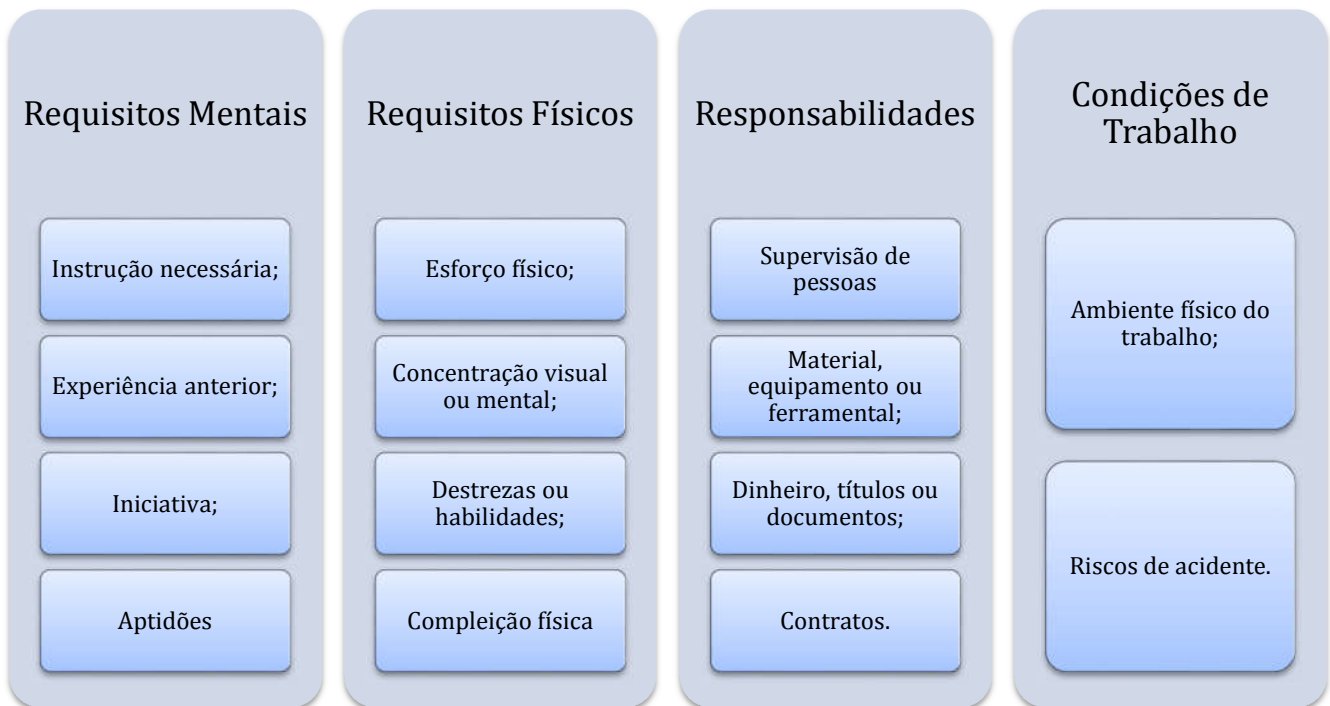 Requisitos Mentais
Instrução necessária;
Experiência anterior;
Iniciativa;
Aptidões
Requisitos Físicos
Esforço físico;
Concentração visual
ou mental;
Destrezas ou
habilidades;
Compleição física
Responsabilidades
Supervisão de
pessoas
Material,
equipamento ou
ferramental;
Dinheiro, títulos ou
documentos;
Contratos.
Condições de
Trabalho
Ambiente físico do
trabalho;
Riscos de acidente.